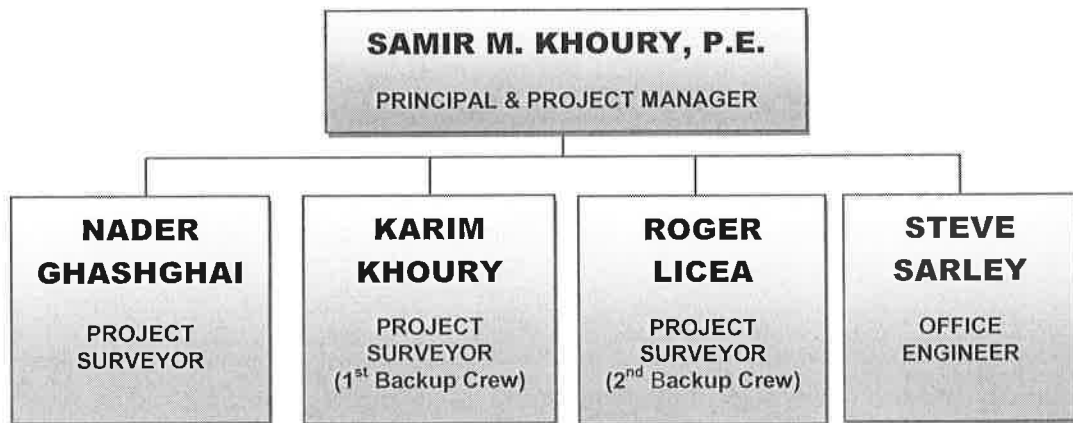 SAMIR M. KHOURY, P.E.
PRINCIPAL & PROJECT MANAGER
NADER
GHASHGHAI
PROJECT
SURVEYOR
KARIM
KHOURY
PROJECT
SURVEYOR
(1st Backup Crew)
ROGER
LICEA
PROJECT
SURVEYOR
(2nd Backup Crew)
STEVE
SARLEY
OFFICE
ENGINEER